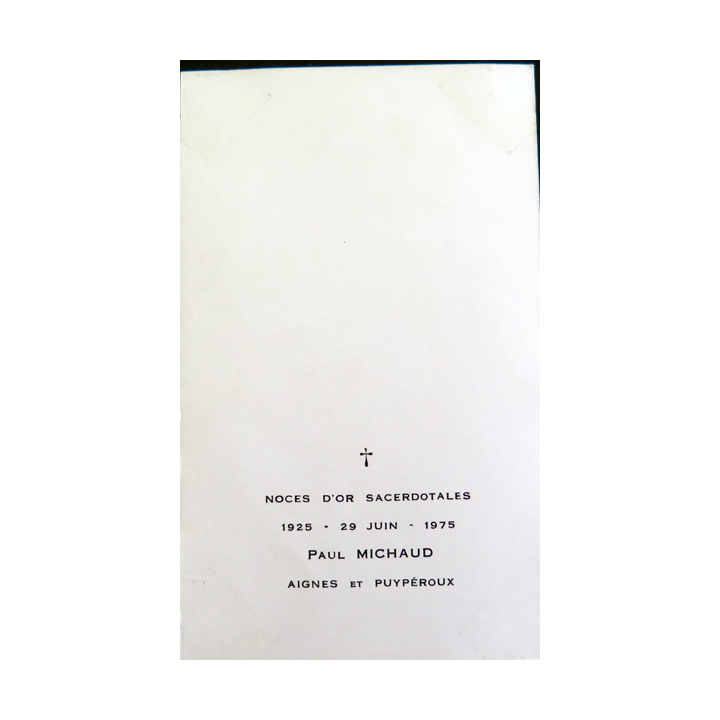 NOCES D'OR SACERDOTALES
1925 - 29 JUIN - 1975
PAUL MICHAUD
AIGNES ET PUYPÉROUX